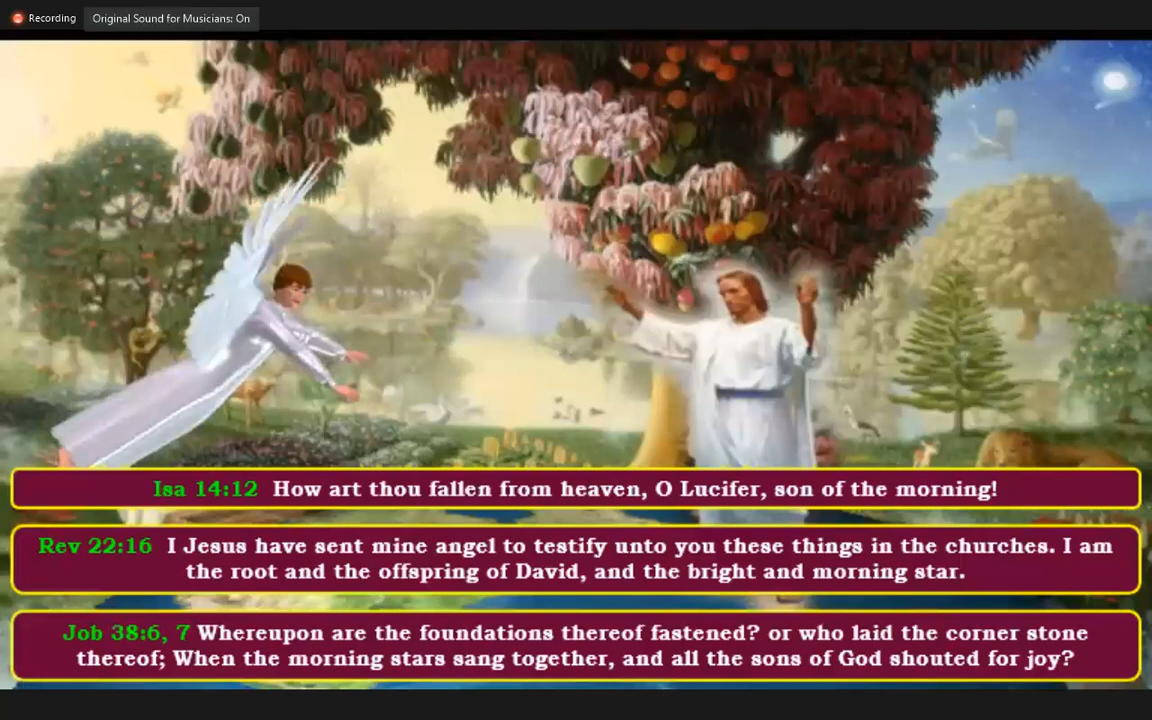 Recording
Original Sound for Musicians: On
Isa 14:12 How art thou fallen from heaven, O Lucifer, son of the morning!
Rev 22:16 I Jesus have sent mine angel to testify unto you these things in the churches. I am
the root and the offspring of David, and the bright and morning star.
Job 38:6, 7 Whereupon are the foundations thereof fastened? or who laid the corner stone
thereof; When the morning stars sang together, and all the sons of God shouted for joy?